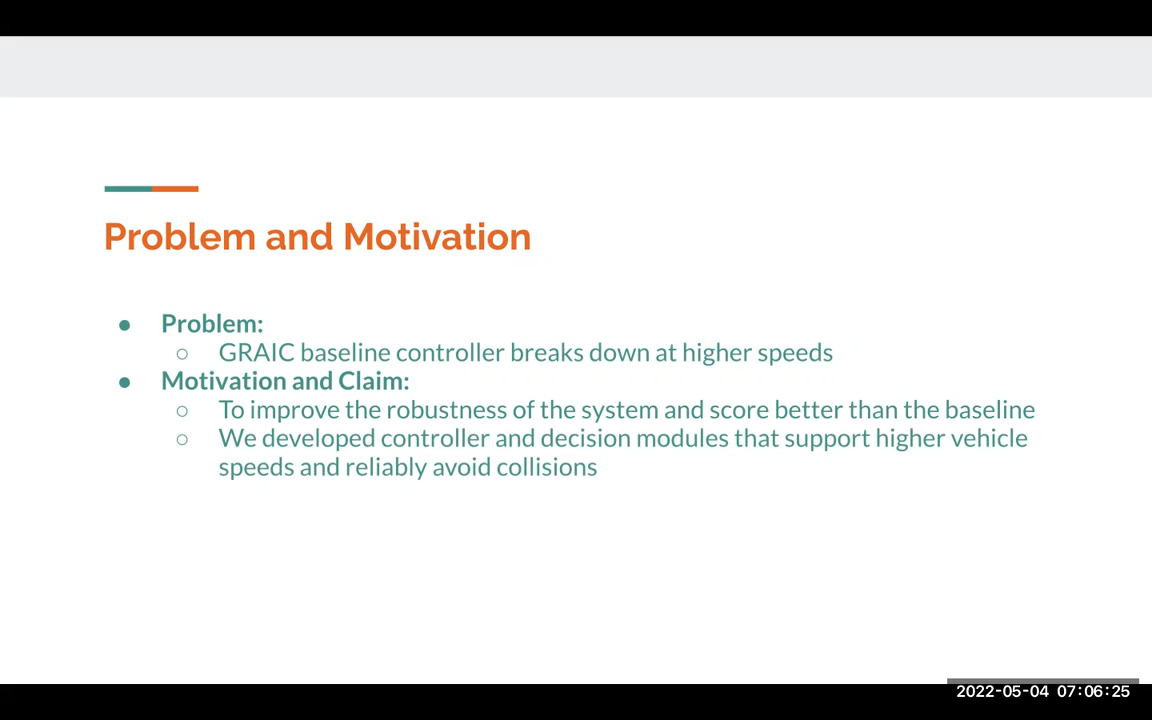 Problem and Motivation
● Problem:
○ GRAIC baseline controller breaks down at higher speeds
● Motivation and Claim:
○ To improve the robustness of the system and score better than the baseline
○ We developed controller and decision modules that support higher vehicle
speeds and reliably avoid collisions
2022-05-04 07:06:25